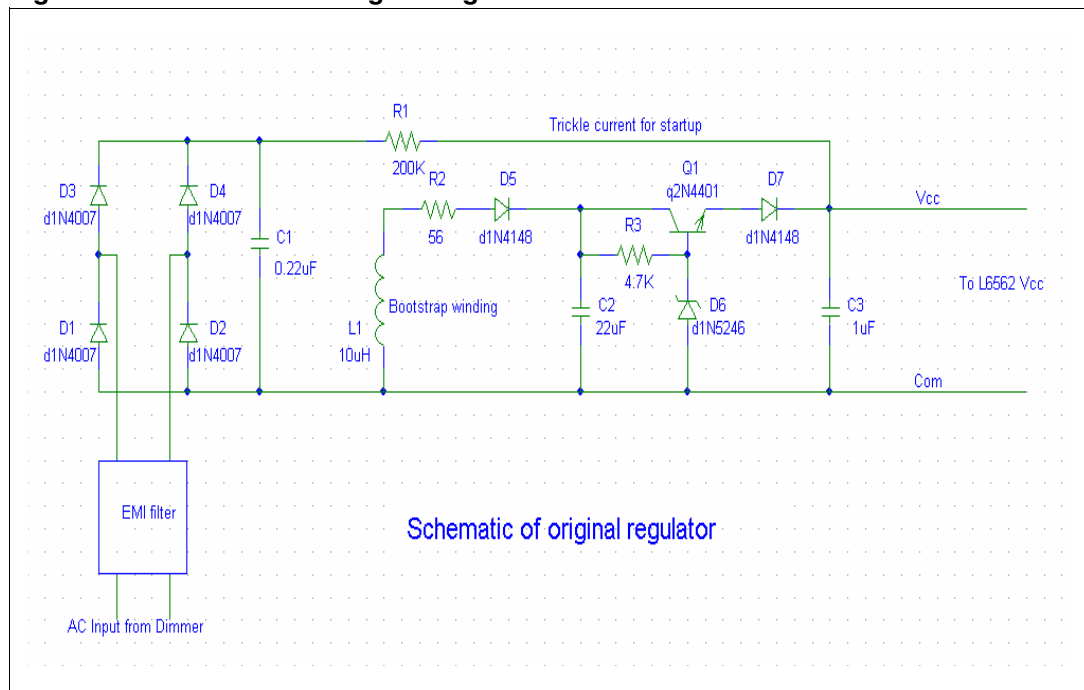 R1
Trickle current for startup
200K
D3
d1N4007
D4
d1N4007
R2
56
D5
d1N4148
Q1
q2N4401
D7
d1N4148
Vcc
C1
0.22uF
R3
4.7K
Bootstrap winding
To L6562 Vcc
D1
d1N4007
D2
d1N4007
L1
10uH
C2
22uF
D6
d1N5246
C3
1uF
Com
EMI filter
Schematic of original regulator
AC Input from Dimmer